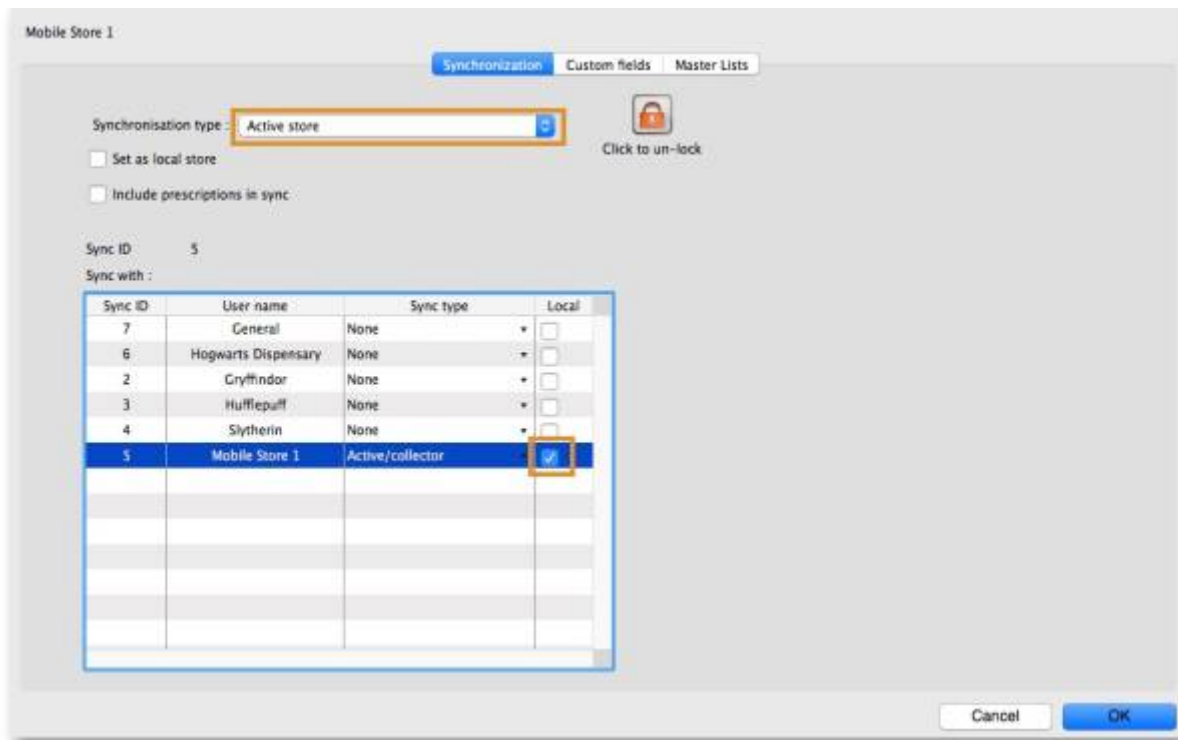 Mobile Store 1
Synchronization Custom fields Master Lists
Synchronisation type : Active store
Click to un-lock
Set as local store
Include prescriptions in sync
Sync ID 5
Sync with :
Sync ID User name Sync type Local
7 General None
6 Hogwarts Dispensary None
2 Gryffindor None
3 Hufflepuff None
4 Slytherin None
5 Mobile Store 1 Active/collector
Cancel OK